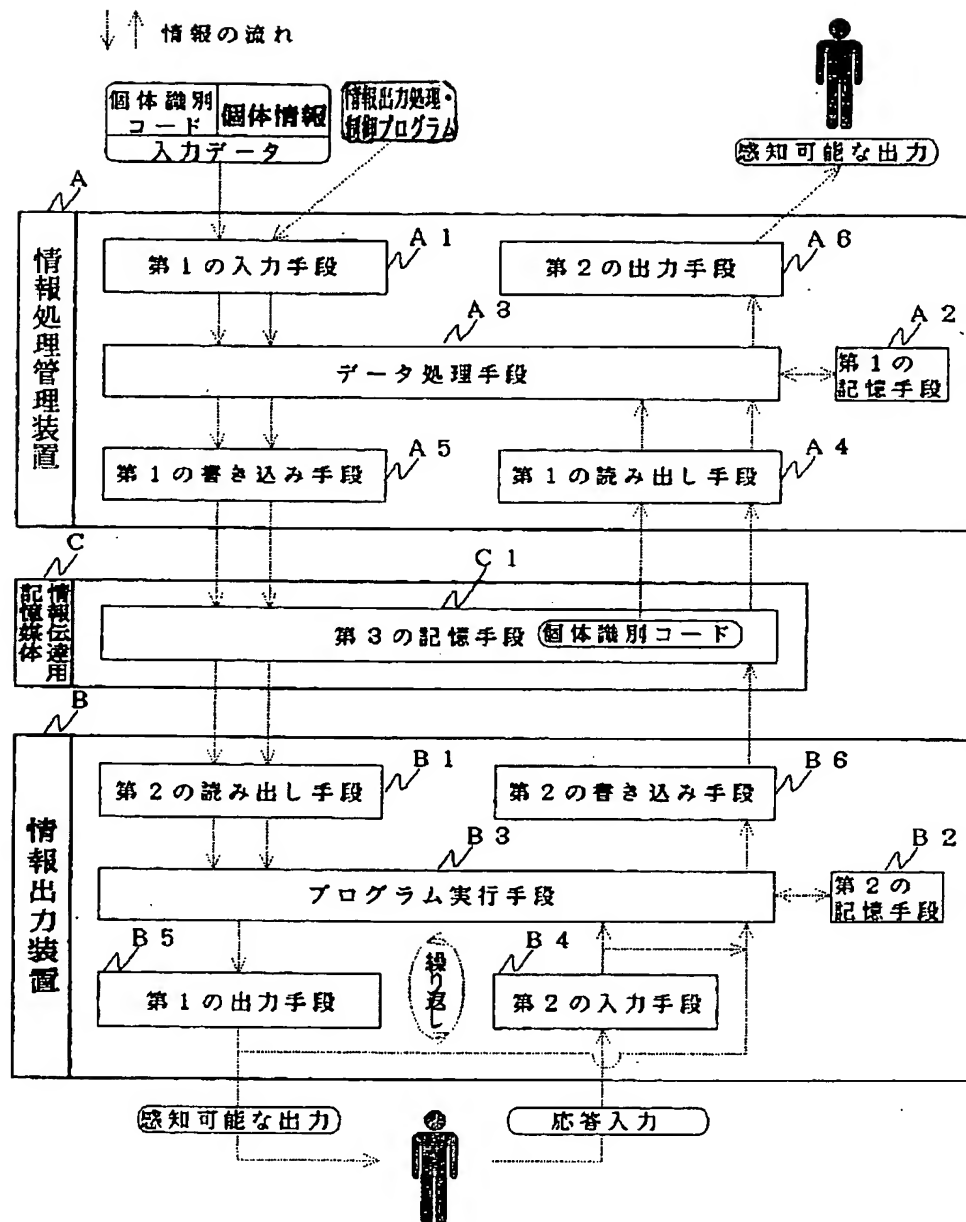 情報の流れ
個体識別
コード
個体情報
入力データ
情報出力処理・
制御プログラム
感知可能な出力
A
情報処理管理装置
A1
第1の入力手段
A6
第2の出力手段
A3
データ処理手段
A2
第1の
記憶手段
A5
第1の書き込み手段
A4
第1の読み出し手段
C
情報伝達用
記憶媒体
C1
第3の記憶手段
個体識別コード
B
情報出力装置
B1
第2の読み出し手段
B6
第2の書き込み手段
B3
プログラム実行手段
B2
第2の
記憶手段
B5
第1の出力手段
繰り返し
B4
第2の入力手段
感知可能な出力
応答入力